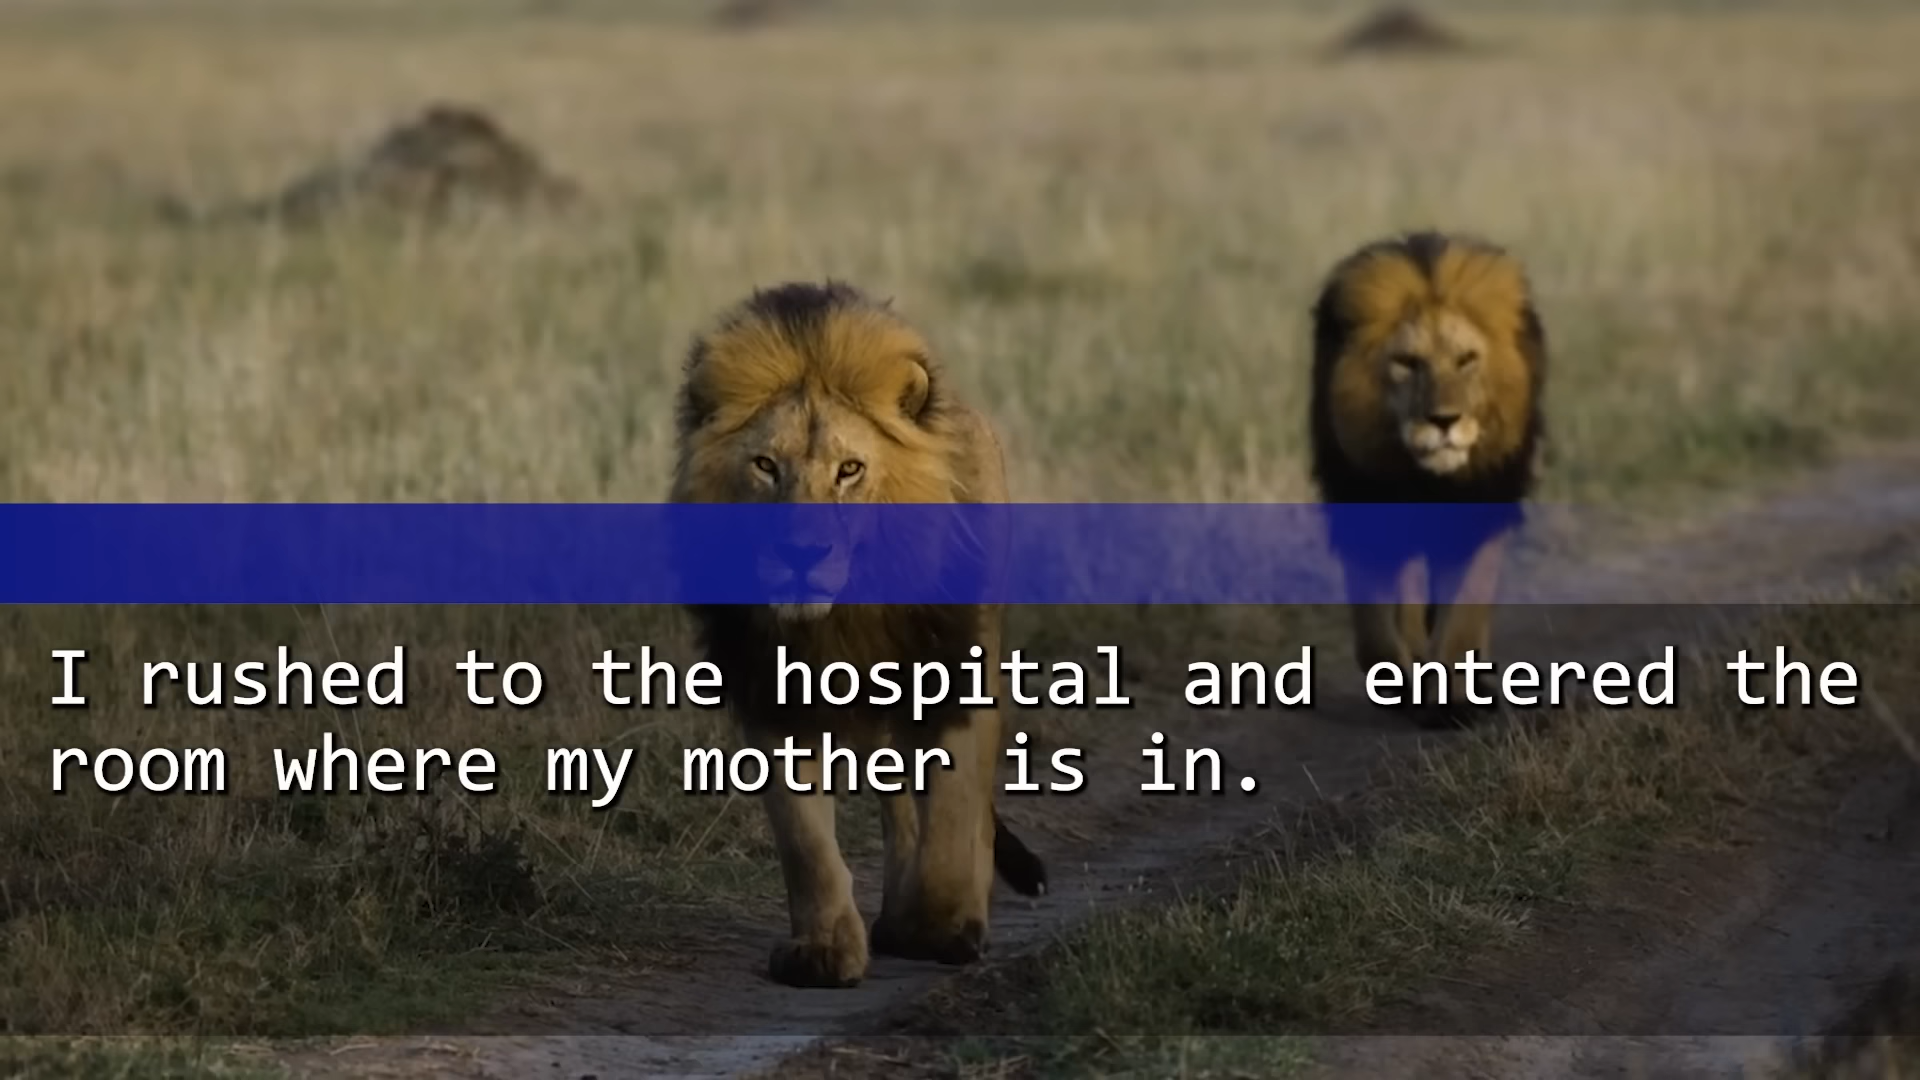 I rushed to the hospital and entered the
room where my mother is in.